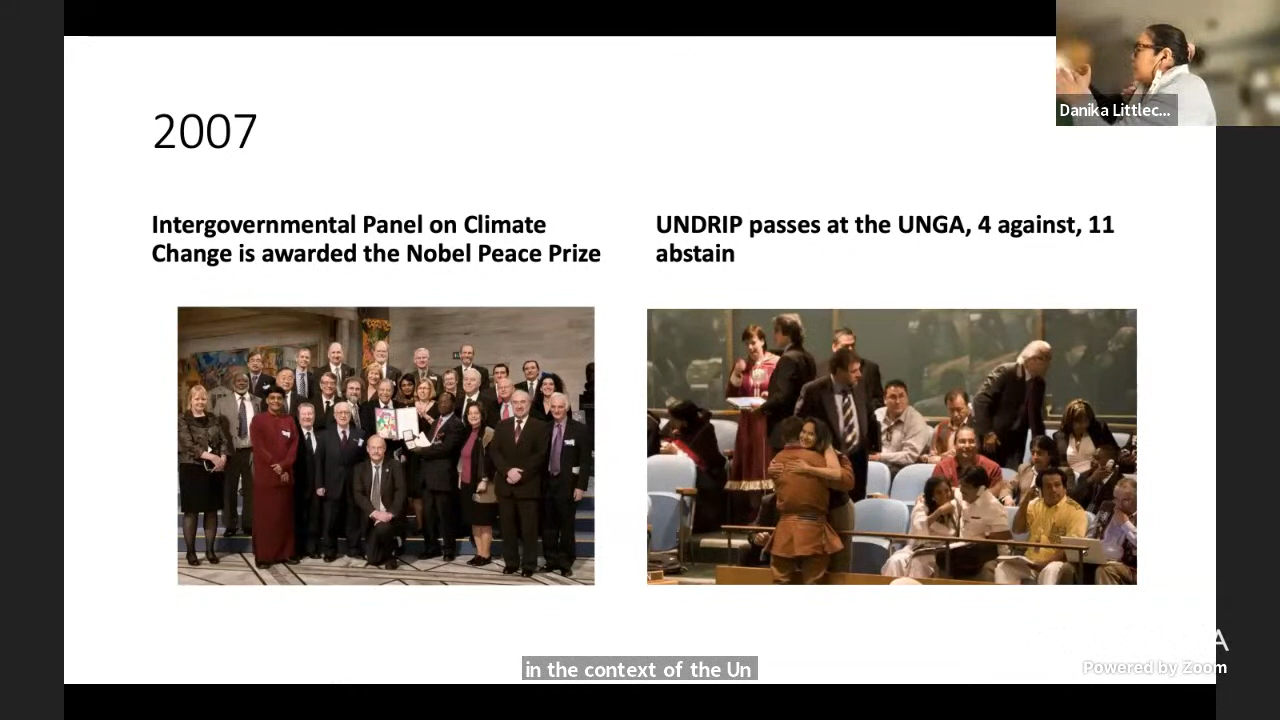 2007
Intergovernmental Panel on Climate
Change is awarded the Nobel Peace Prize
UNDRIP passes at the UNGA, 4 against, 11
abstain
Danika Littlec...
in the context of the Un
A
Powered by Zoom